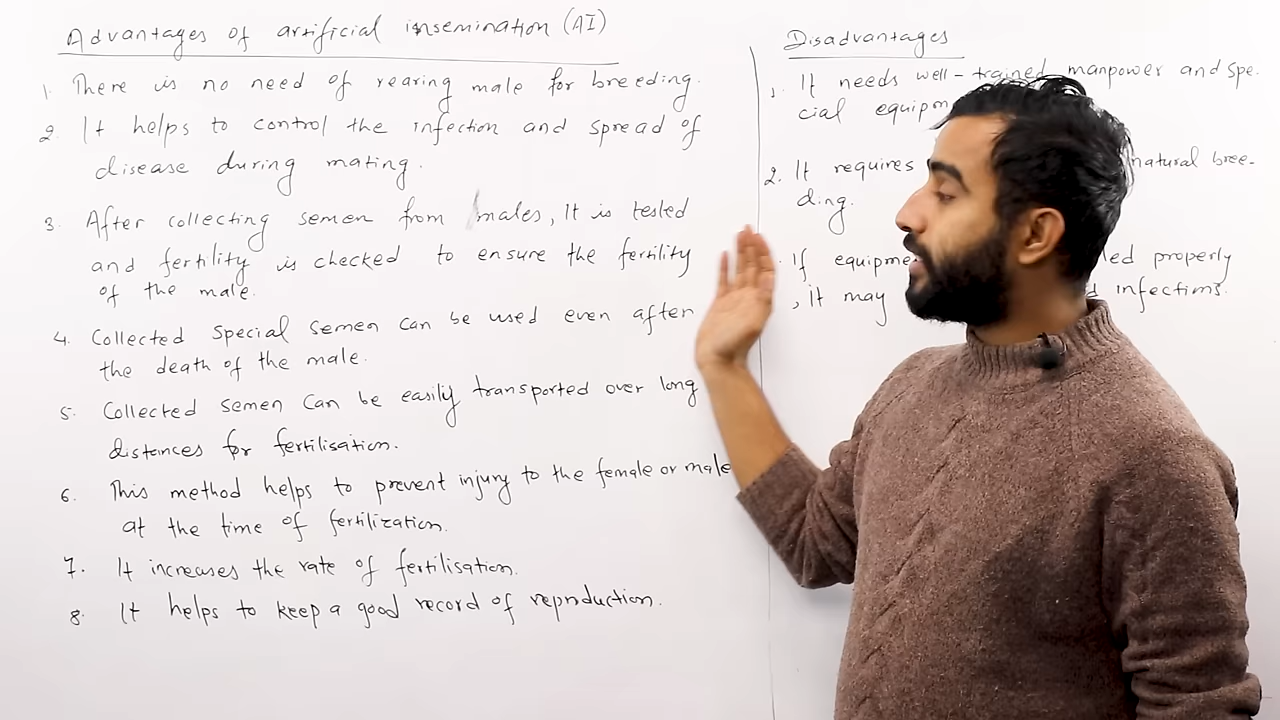 Advantages of artificial insemination (AI)
1. There is no need of rearing male for breeding.
2. It helps to control the infection and spread of
disease during mating.
3. After collecting semen from males, It is tested
and fertility is checked to ensure the fertility
of the male.
4. Collected special semen can be used even after
the death of the male.
5. Collected semen can be easily transported over long
distances for fertilisation.
6. This method helps to prevent injury to the female or male
at the time of fertilization.
7. It increases the rate of fertilisation.
8. It helps to keep a good record of reproduction.
Disadvantages
1. It needs well-trained manpower and spe-
cial
2. It requires natural bree-
ding.
If properly
, it may infections.